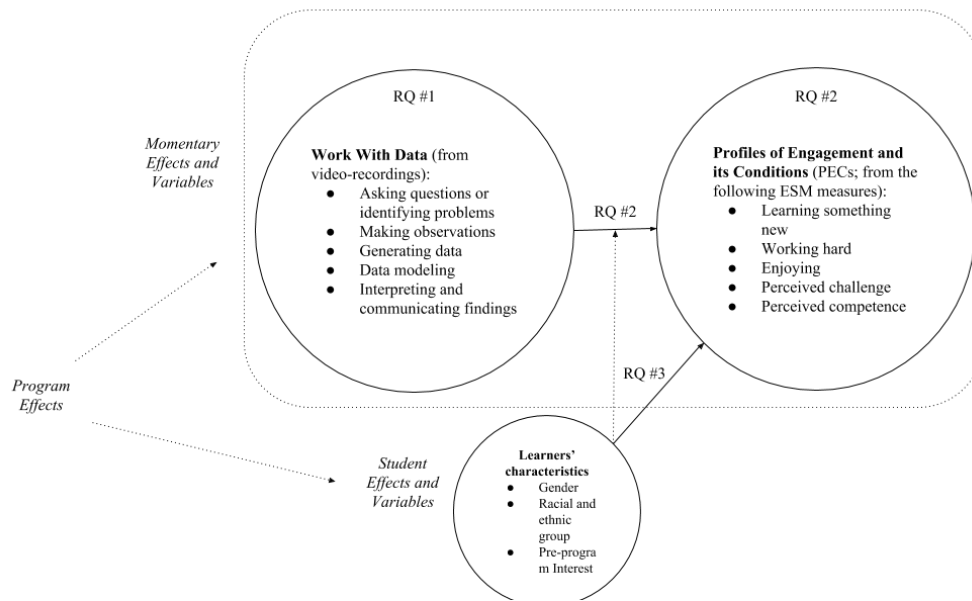 RQ #1
Work With Data (from
video-recordings):
● Asking questions or
identifying problems
● Making observations
● Generating data
● Data modeling
● Interpreting and
communicating findings
RQ #2
RQ #2
Profiles of Engagement and
its Conditions (PECs; from the
following ESM measures):
● Learning something
new
● Working hard
● Enjoying
● Perceived challenge
● Perceived competence
Momentary
Effects and
Variables
RQ #3
Program
Effects
Student
Effects and
Variables
Learners'
characteristics
● Gender
● Racial and
ethnic
group
● Pre-progra
m Interest